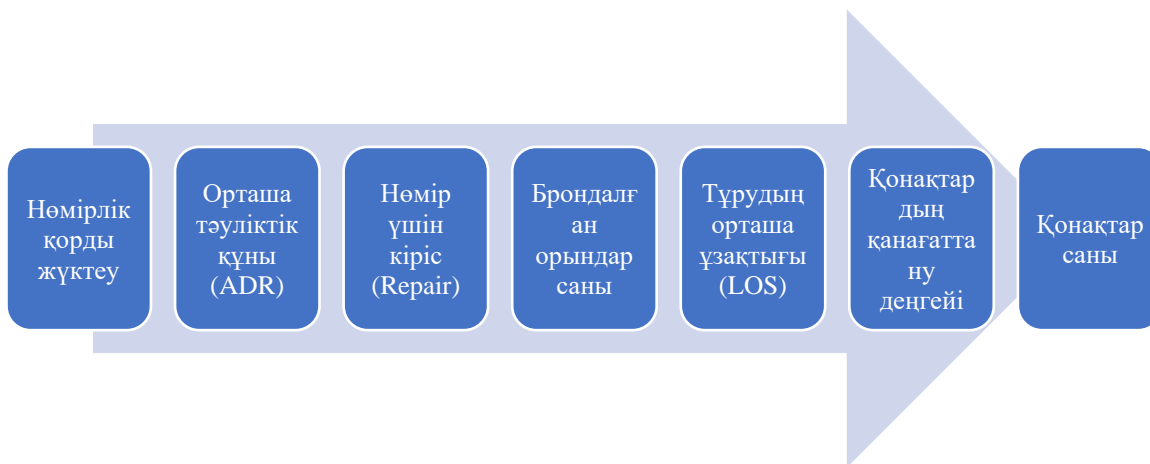 Нөмірлік
қорды
жүктеу
Орташа
тәуліктік
құны
(ADR)
Нөмір
үшін
кіріс
(Repair)
Брондалғ
ан
орындар
саны
Тұрудың
орташа
ұзақтығы
(LOS)
Қонақтар
дың
қанағатта
ну
деңгейі
Қонақтар
саны